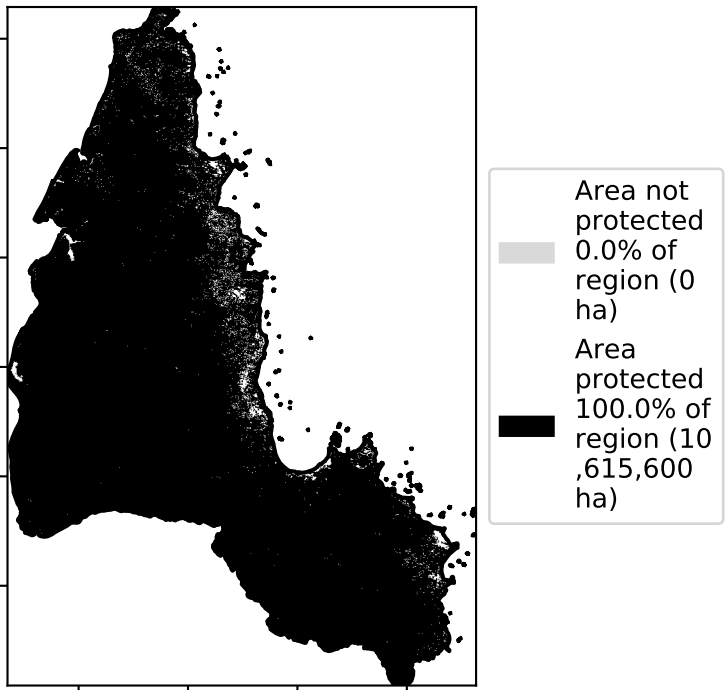 Area not
protected
0.0% of
region (0
ha)
Area
protected
100.0% of
region (10
,615,600
ha)